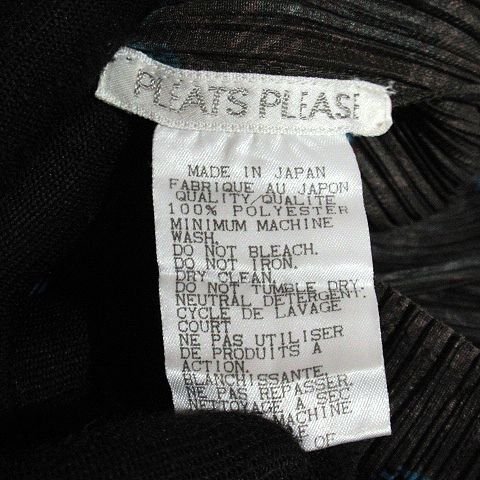 PLEATS PLEASE
MADE IN JAPAN
FABRIQUE AU JAPON
QUALITY/QUALITE
100% POLYESTER
MINIMUM MACHINE
WASH.
DO NOT BLEACH.
DO NOT IRON.
DRY CLEAN.
DO NOT TUMBLE DRY.
NEUTRAL DETERGENT.
CYCLE DE LAVAGE
COURT
NE PAS UTILISER
DE PRODUITS A
ACTION.
BLANCHISSANTE.
NE PAS REPASSER.
NETTOYAGE A SEC
MACHINE
OF